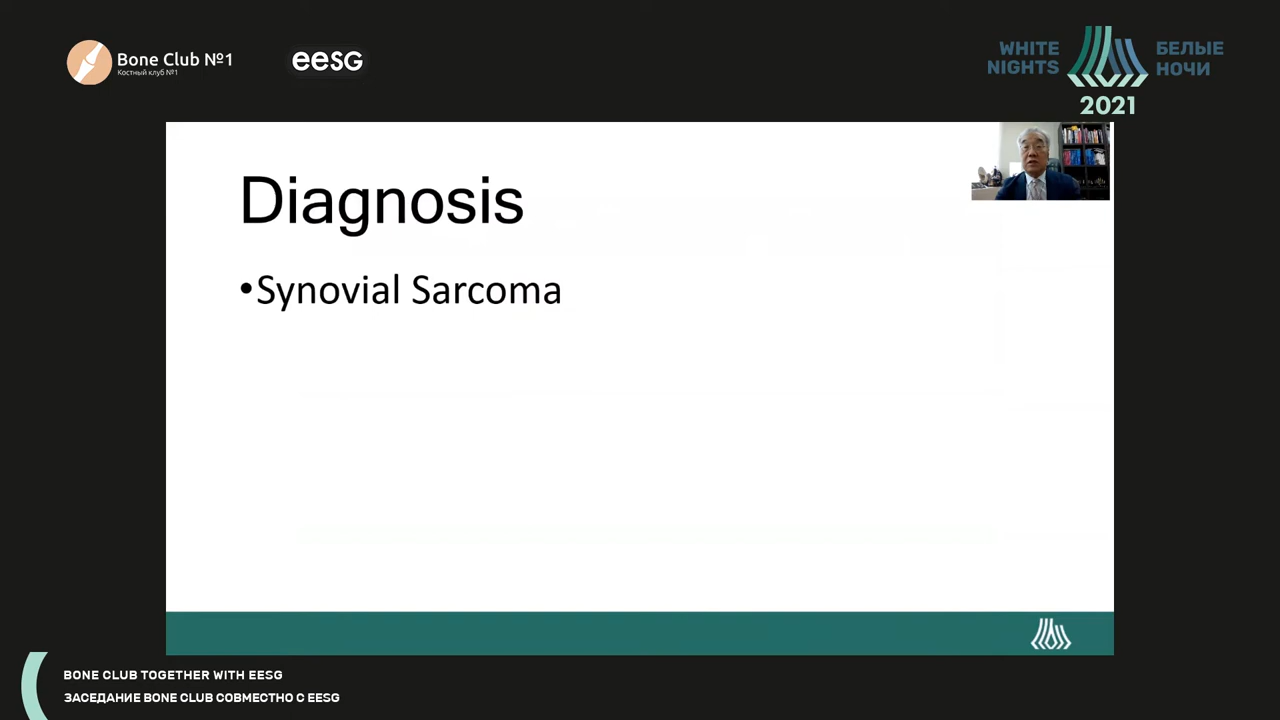 Bone Club №1
Костный клуб №1
eesg
WHITE
NIGHTS
БЕЛЫЕ
НОЧИ
2021
Diagnosis
•Synovial Sarcoma
BONE CLUB TOGETHER WITH EESG
ЗАСЕДАНИЕ BONE CLUB СОВМЕСТНО С EESG